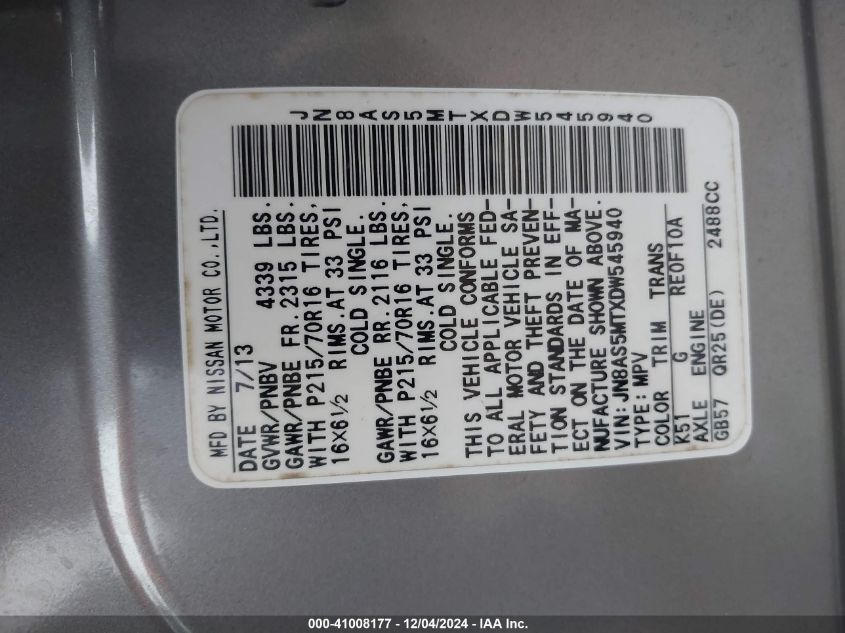 MFD BY NISSAN MOTOR CO.,LTD.
DATE 7/13
GVWR/PNBV 4339 LBS.
GAWR/PNBE FR.2315 LBS.
WITH P215/70R16 TIRES,
16X6½ RIMS.AT 33 PSI
COLD SINGLE.
GAWR/PNBE RR.2116 LBS.
WITH P215/70R16 TIRES,
16X6½ RIMS.AT 33 PSI
COLD SINGLE.
THIS VEHICLE CONFORMS
TO ALL APPLICABLE FED-
ERAL MOTOR VEHICLE SA-
FETY AND THEFT PREVEN-
TION STANDARDS IN EFF-
ECT ON THE DATE OF MA-
NUFACTURE SHOWN ABOVE.
VIN:JN8AS5MTXDW545940
TYPE: MPV
COLOR TRIM TRANS
K51 G RE0F10A
AXLE ENGINE
GB57 QR25(DE) 2488CC
JN8AS5MTXDW545940
000-41008177 - 12/04/2024 - IAA Inc.